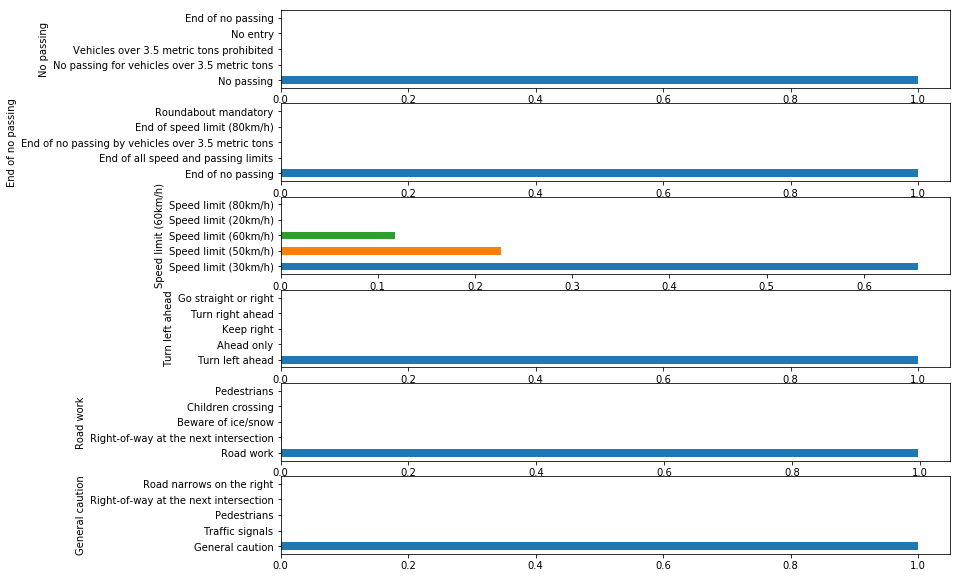 No passing
End of no passing
No entry
Vehicles over 3.5 metric tons prohibited
No passing for vehicles over 3.5 metric tons
No passing
0.0 0.2 0.4 0.6 0.8 1.0
End of no passing
Roundabout mandatory
End of speed limit (80km/h)
End of no passing by vehicles over 3.5 metric tons
End of all speed and passing limits
End of no passing
0.0 0.2 0.4 0.6 0.8 1.0
Speed limit (60km/h)
Speed limit (80km/h)
Speed limit (20km/h)
Speed limit (60km/h)
Speed limit (50km/h)
Speed limit (30km/h)
0.0 0.1 0.2 0.3 0.4 0.5 0.6
Turn left ahead
Go straight or right
Turn right ahead
Keep right
Ahead only
Turn left ahead
0.0 0.2 0.4 0.6 0.8 1.0
Road work
Pedestrians
Children crossing
Beware of ice/snow
Right-of-way at the next intersection
Road work
0.0 0.2 0.4 0.6 0.8 1.0
General caution
Road narrows on the right
Right-of-way at the next intersection
Pedestrians
Traffic signals
General caution
0.0 0.2 0.4 0.6 0.8 1.0